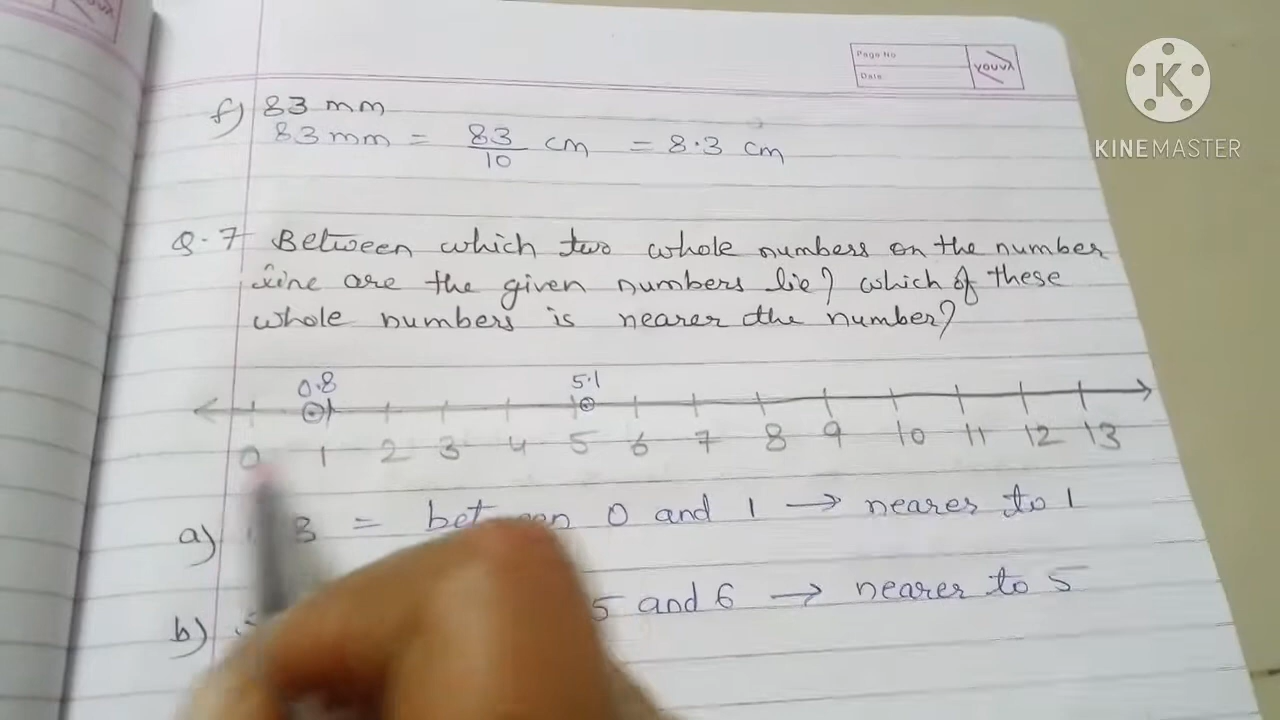 Page No
Date
YOUVA
K
KINEMASTER
f) 83 mm
83 mm = 83/10 cm = 8.3 cm
Q.7 Between which two whole numbers on the number
line are the given numbers lie? which of these
whole numbers is nearer the number?
0.8 5.1
0 1 2 3 4 5 6 7 8 9 10 11 12 13
a) = between 0 and 1 → nearer to 1
b) 5 and 6 → nearer to 5